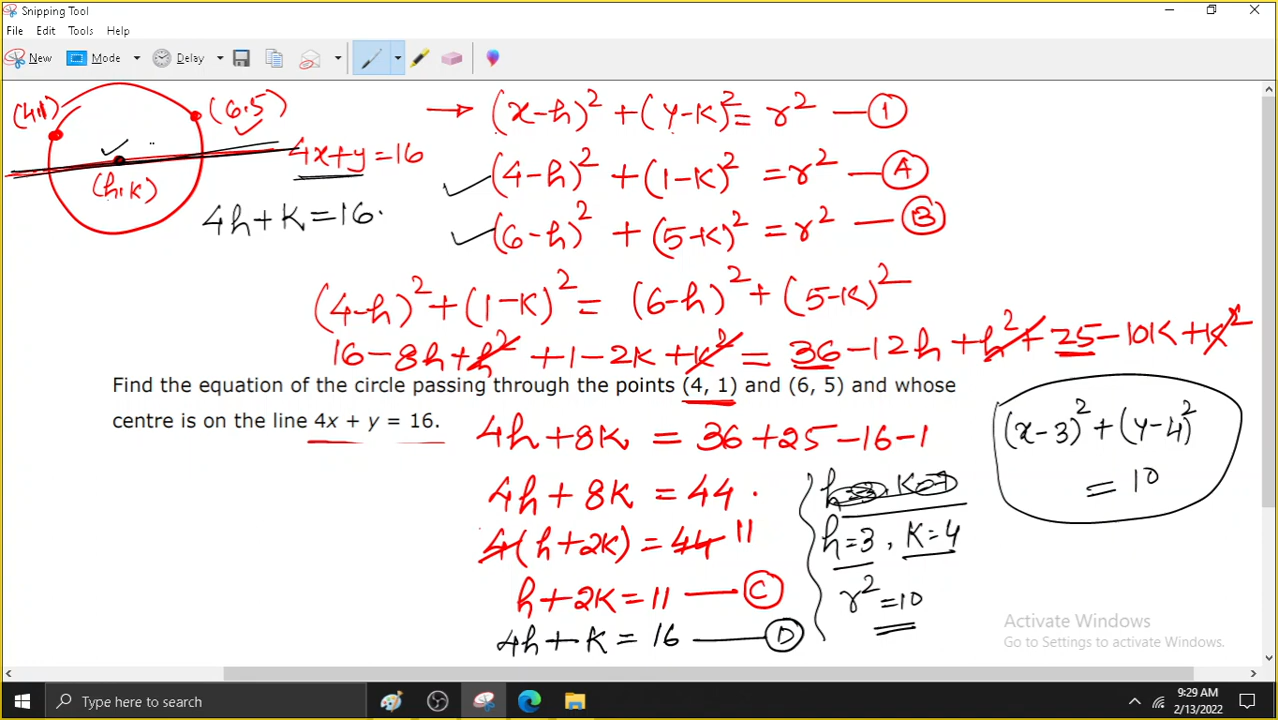 Snipping Tool
File Edit Tools Help
New Mode Delay
(4,1)
(6,5)
(h,k)
4x+y=16
4h+k=16.
(x-h)²+(y-k)²=r² —①
(4-h)²+(1-k)²=r² —Ⓐ
(6-h)²+(5-k)²=r² —Ⓑ
(4-h)²+(1-k)²=(6-h)²+(5-k)²
16-8h+h²+1-2k+k²=36-12h+h²+25-10k+k²
Find the equation of the circle passing through the points (4, 1) and (6, 5) and whose
centre is on the line 4x + y = 16.
4h+8k=36+25-16-1
4h+8k=44.
4(h+2k)=44 11
h+2k=11 —Ⓒ
4h+k=16 —Ⓓ
h=3, k=4
r²=10
(x-3)²+(y-4)²
=10
Activate Windows
Go to Settings to activate Windows.
Type here to search
9:29 AM
2/13/2022